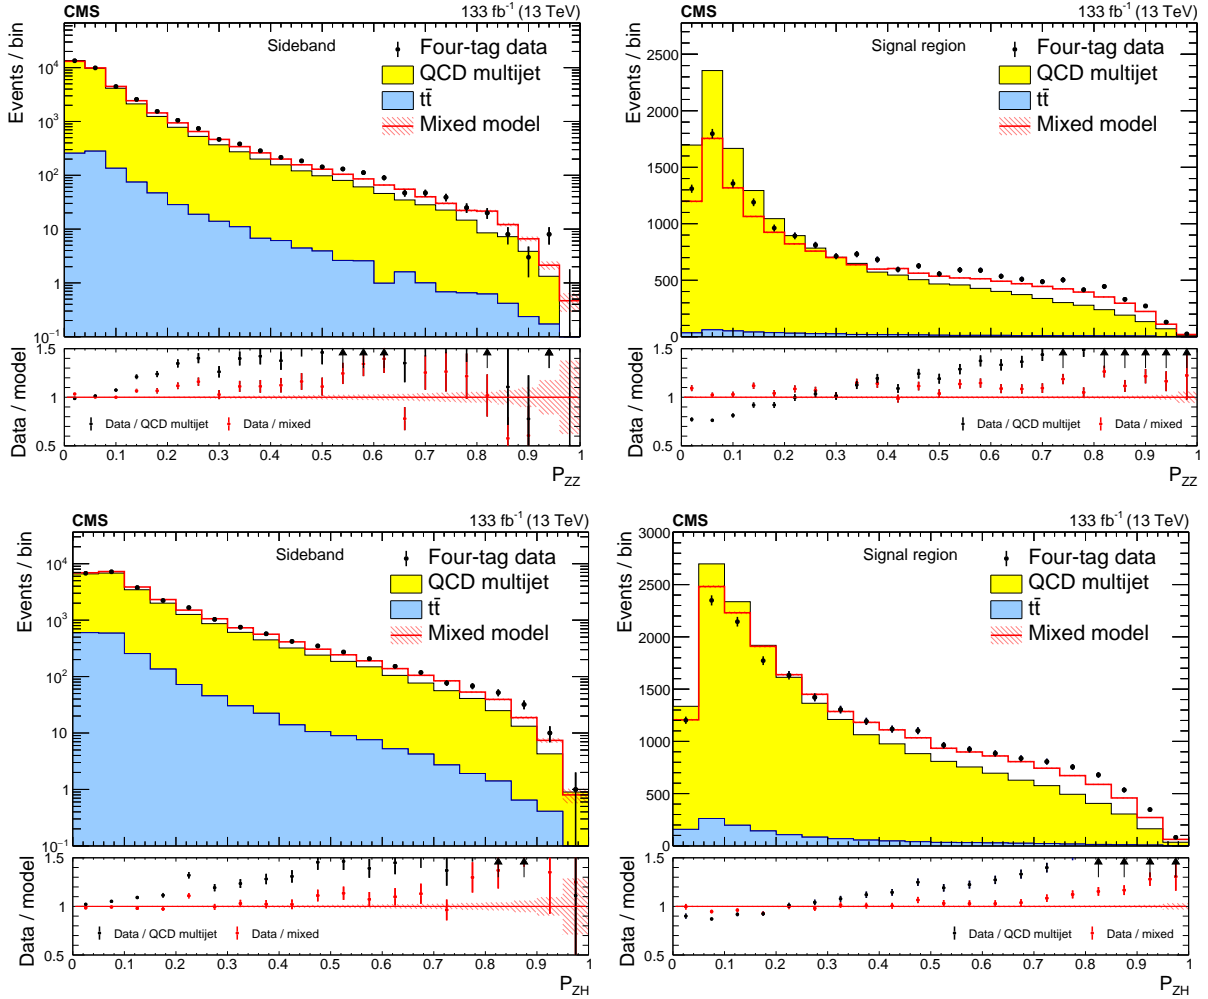 CMS 133 fb⁻¹ (13 TeV)
Events / bin
Sideband
Four-tag data
QCD multijet
tt̄
Mixed model
10⁴
10³
10²
10
1
10⁻¹
Data / model
1.5
1
0.5
Data / QCD multijet Data / mixed
0 0.1 0.2 0.3 0.4 0.5 0.6 0.7 0.8 0.9 1
P_ZZ
CMS 133 fb⁻¹ (13 TeV)
Events / bin
Signal region
Four-tag data
QCD multijet
tt̄
Mixed model
2500
2000
1500
1000
500
0
Data / model
1.5
1
0.5
Data / QCD multijet Data / mixed
0 0.1 0.2 0.3 0.4 0.5 0.6 0.7 0.8 0.9 1
P_ZZ
CMS 133 fb⁻¹ (13 TeV)
Events / bin
Sideband
Four-tag data
QCD multijet
tt̄
Mixed model
10⁴
10³
10²
10
1
10⁻¹
Data / model
1.5
1
0.5
Data / QCD multijet Data / mixed
0 0.1 0.2 0.3 0.4 0.5 0.6 0.7 0.8 0.9 1
P_ZH
CMS 133 fb⁻¹ (13 TeV)
Events / bin
Signal region
Four-tag data
QCD multijet
tt̄
Mixed model
3000
2500
2000
1500
1000
500
0
Data / model
1.5
1
0.5
Data / QCD multijet Data / mixed
0 0.1 0.2 0.3 0.4 0.5 0.6 0.7 0.8 0.9 1
P_ZH